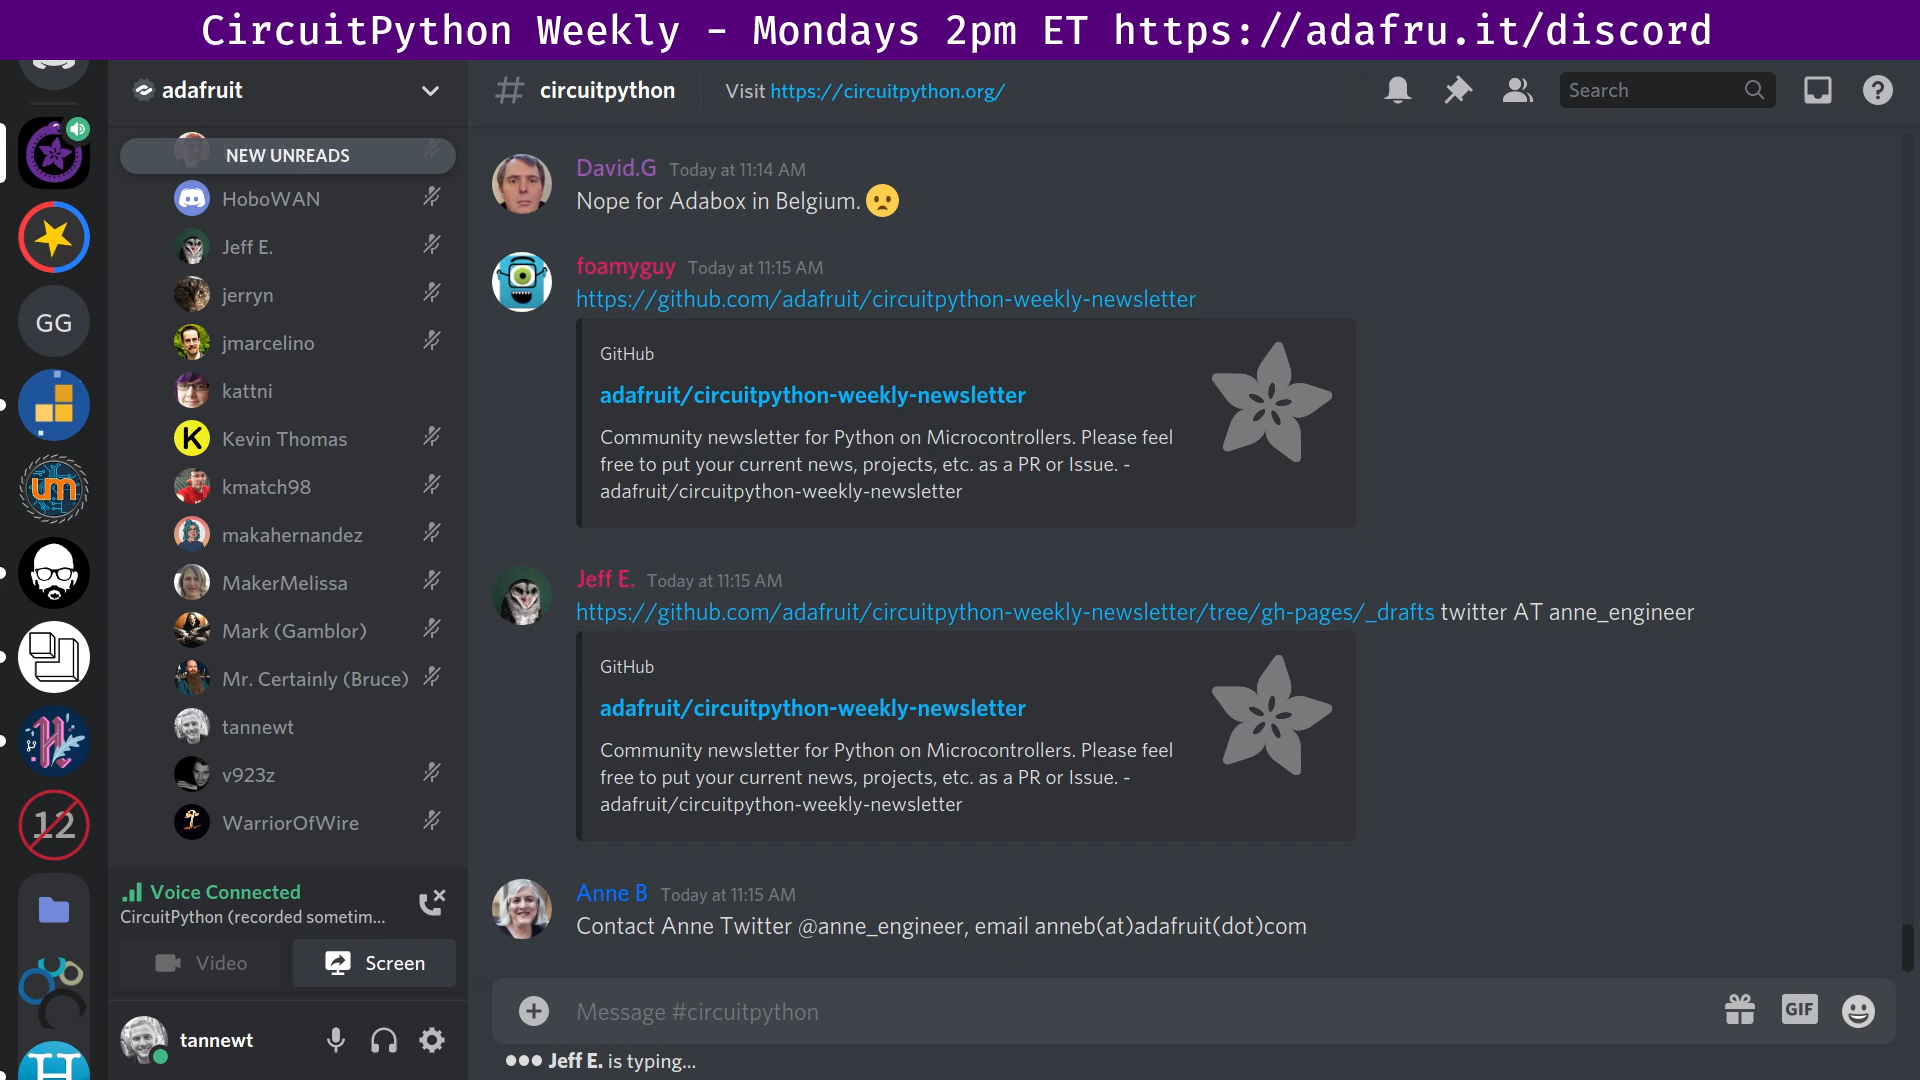 CircuitPython Weekly – Mondays 2pm ET https://adafru.it/discord
adafruit
circuitpython
Visit https://circuitpython.org/
Search
NEW UNREADS
HoboWAN
Jeff E.
jerryn
jmarcelino
kattni
Kevin Thomas
kmatch98
makahernandez
MakerMelissa
Mark (Gamblor)
Mr. Certainly (Bruce)
tannewt
v923z
WarriorOfWire
GG
K
um
12
H
Voice Connected
CircuitPython (recorded sometim...
Video
Screen
tannewt
David.G Today at 11:14 AM
Nope for Adabox in Belgium.
foamyguy Today at 11:15 AM
https://github.com/adafruit/circuitpython-weekly-newsletter
GitHub
adafruit/circuitpython-weekly-newsletter
Community newsletter for Python on Microcontrollers. Please feel
free to put your current news, projects, etc. as a PR or Issue. -
adafruit/circuitpython-weekly-newsletter
Jeff E. Today at 11:15 AM
https://github.com/adafruit/circuitpython-weekly-newsletter/tree/gh-pages/_drafts twitter AT anne_engineer
GitHub
adafruit/circuitpython-weekly-newsletter
Community newsletter for Python on Microcontrollers. Please feel
free to put your current news, projects, etc. as a PR or Issue. -
adafruit/circuitpython-weekly-newsletter
Anne B Today at 11:15 AM
Contact Anne Twitter @anne_engineer, email anneb(at)adafruit(dot)com
Message #circuitpython
GIF
Jeff E. is typing...